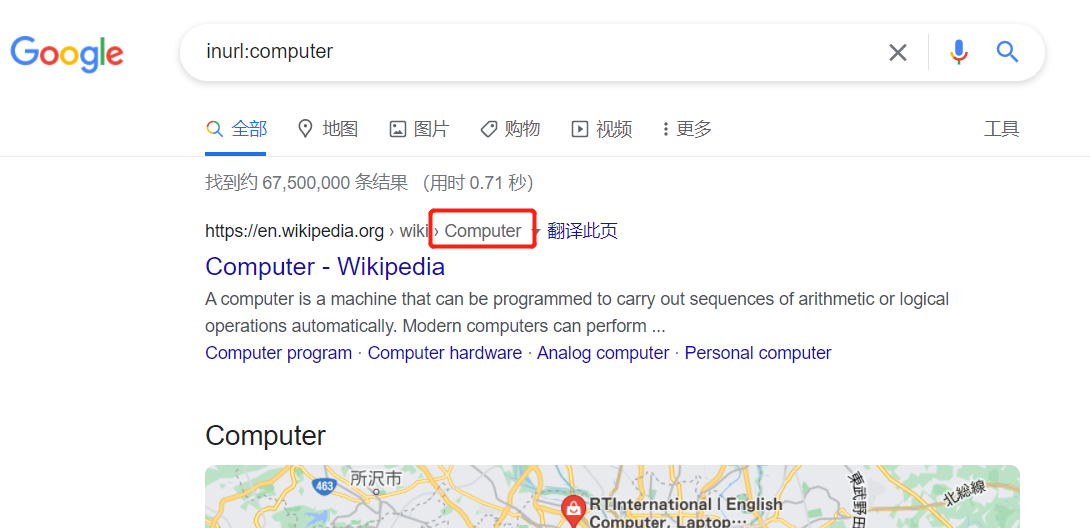 Google
inurl:computer
全部 地图 图片 购物 视频 更多 工具
找到约 67,500,000 条结果 （用时 0.71 秒）
https://en.wikipedia.org › wiki › Computer 翻译此页
Computer - Wikipedia
A computer is a machine that can be programmed to carry out sequences of arithmetic or logical
operations automatically. Modern computers can perform ...
Computer program · Computer hardware · Analog computer · Personal computer
Computer
所沢市
463
東武野田
北総線
RTInternational | English
Computer, Laptop…